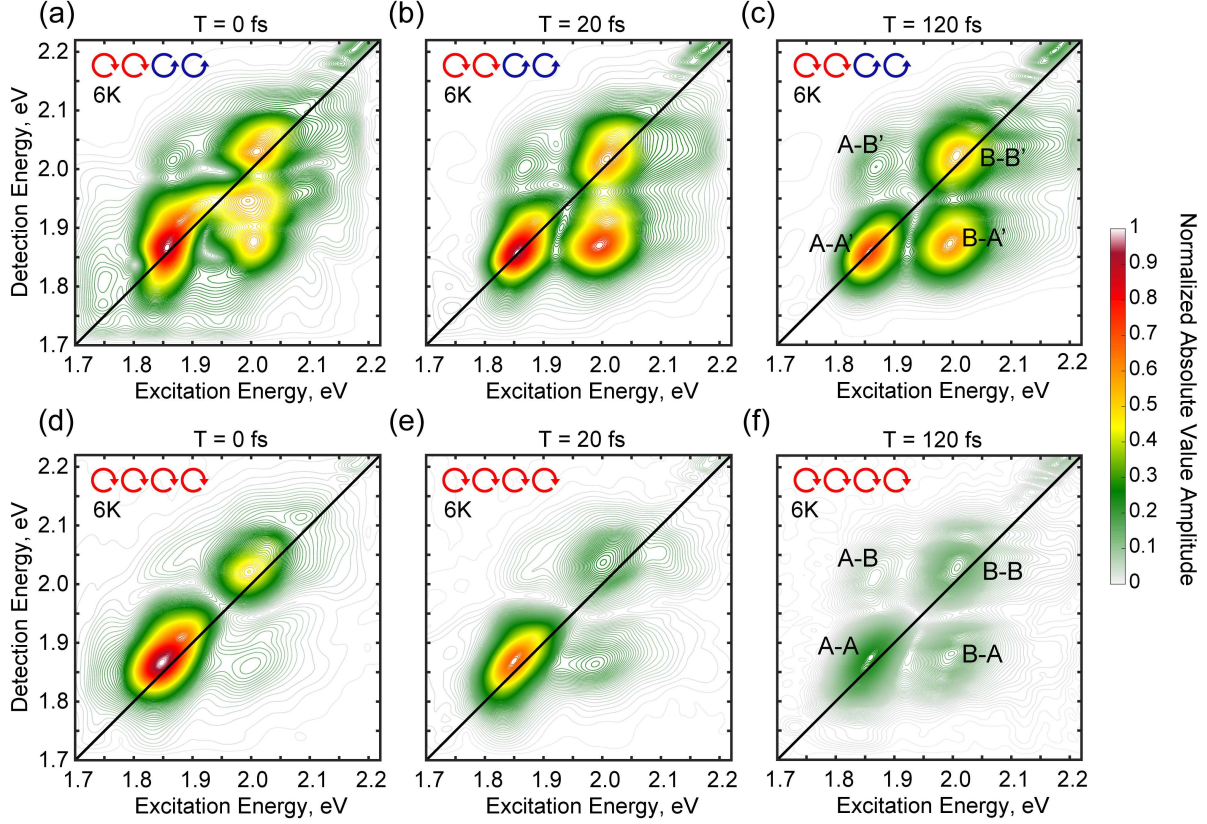 (a) T = 0 fs
(b) T = 20 fs
(c) T = 120 fs
2.2
2.1
2.0
1.9
1.8
1.7
Detection Energy, eV
6K
1.7 1.8 1.9 2.0 2.1 2.2
Excitation Energy, eV
6K
1.7 1.8 1.9 2.0 2.1 2.2
Excitation Energy, eV
6K
A-B'
B-B'
A-A'
B-A'
1.7 1.8 1.9 2.0 2.1 2.2
Excitation Energy, eV
(d) T = 0 fs
(e) T = 20 fs
(f) T = 120 fs
2.2
2.1
2.0
1.9
1.8
1.7
Detection Energy, eV
6K
1.7 1.8 1.9 2.0 2.1 2.2
Excitation Energy, eV
6K
1.7 1.8 1.9 2.0 2.1 2.2
Excitation Energy, eV
6K
A-B
B-B
A-A
B-A
1.7 1.8 1.9 2.0 2.1 2.2
Excitation Energy, eV
1
0.9
0.8
0.7
0.6
0.5
0.4
0.3
0.2
0.1
0
Normalized Absolute Value Amplitude